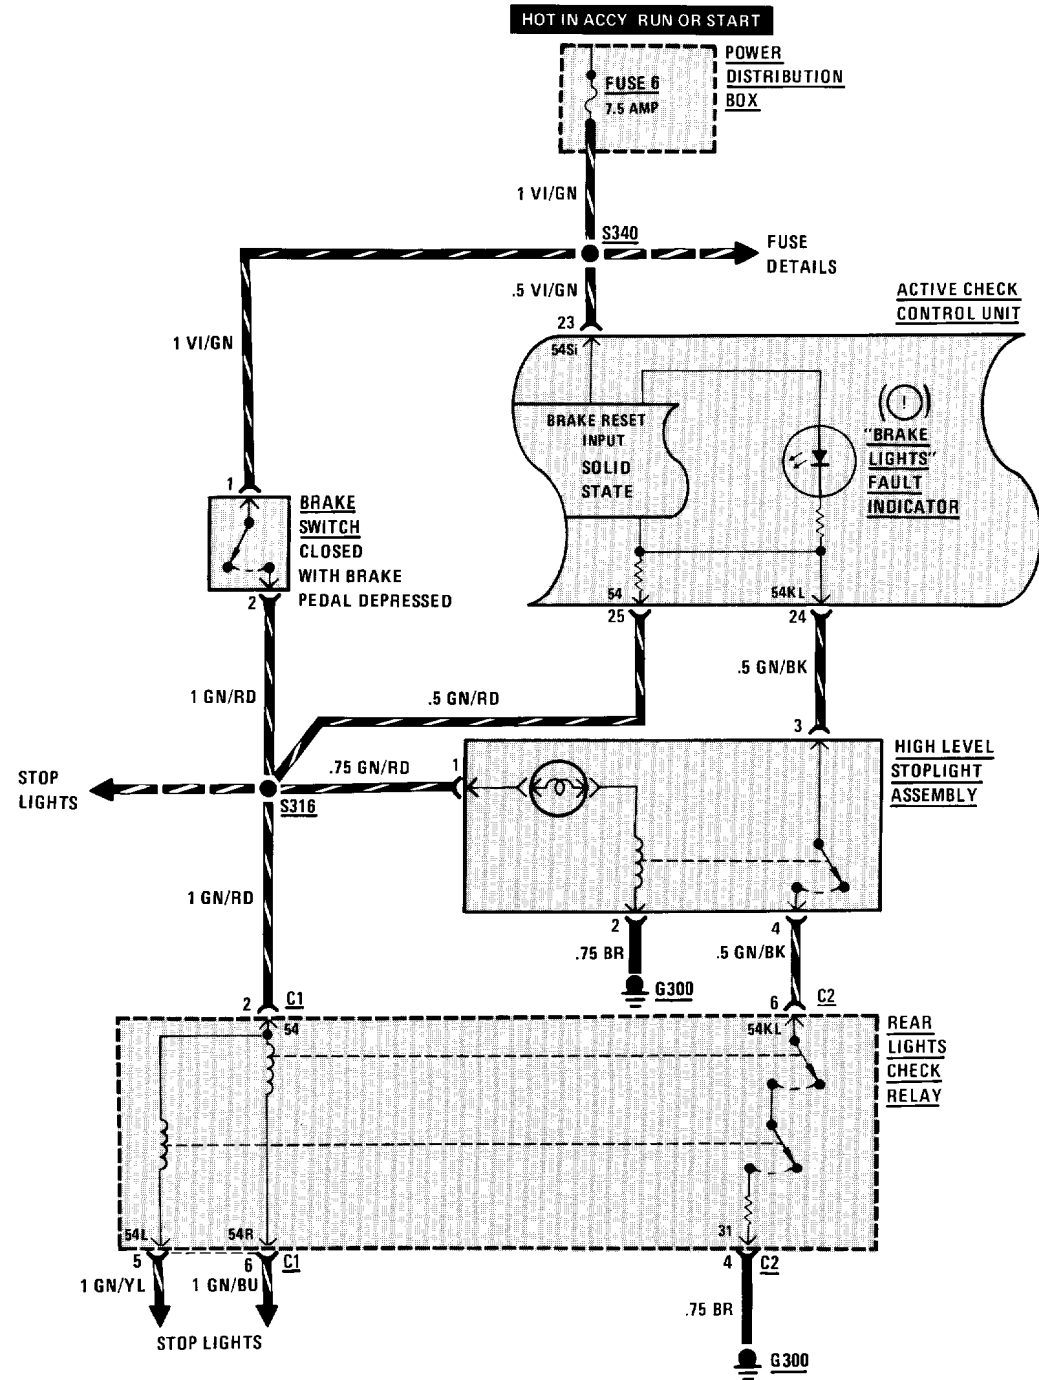 HOT IN ACCY RUN OR START
POWER
DISTRIBUTION
BOX
FUSE 6
7.5 AMP
1 VI/GN
S340
FUSE
DETAILS
.5 VI/GN
ACTIVE CHECK
CONTROL UNIT
23
54Si
1 VI/GN
BRAKE RESET
INPUT
SOLID
STATE
(!)
"BRAKE
LIGHTS"
FAULT
INDICATOR
1
BRAKE
SWITCH
CLOSED
WITH BRAKE
PEDAL DEPRESSED
2
54
54KL
25
24
.5 GN/BK
1 GN/RD
.5 GN/RD
3
HIGH LEVEL
STOPLIGHT
ASSEMBLY
STOP
LIGHTS
.75 GN/RD
1
S316
1 GN/RD
2
4
.75 BR
.5 GN/BK
G300
2
C1
6
C2
54
54KL
REAR
LIGHTS
CHECK
RELAY
54L
54R
31
5
6
C1
4
C2
1 GN/YL
1 GN/BU
.75 BR
STOP LIGHTS
G300